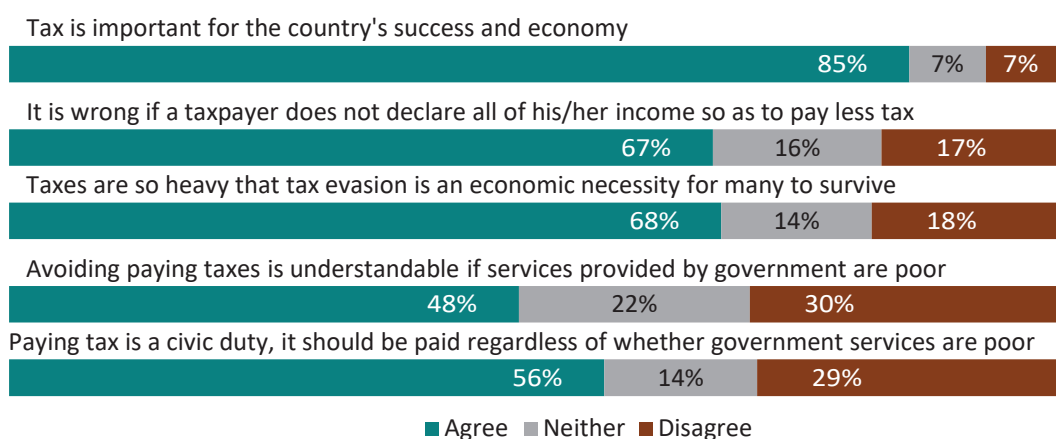 Tax is important for the country's success and economy
85% 7% 7%
It is wrong if a taxpayer does not declare all of his/her income so as to pay less tax
67% 16% 17%
Taxes are so heavy that tax evasion is an economic necessity for many to survive
68% 14% 18%
Avoiding paying taxes is understandable if services provided by government are poor
48% 22% 30%
Paying tax is a civic duty, it should be paid regardless of whether government services are poor
56% 14% 29%
Agree Neither Disagree